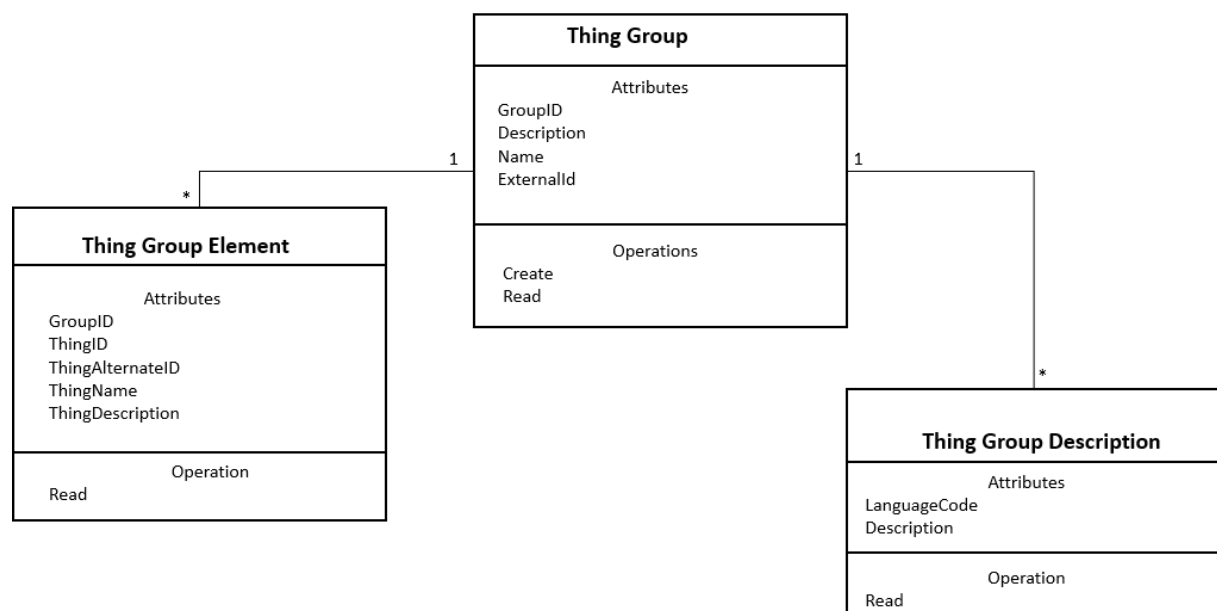 Thing Group
Attributes
GroupID
Description
Name
ExternalId
1
1
*
Operations
Create
Read
Thing Group Element
Attributes
GroupID
ThingID
ThingAlternateID
ThingName
ThingDescription
Operation
Read
*
Thing Group Description
Attributes
LanguageCode
Description
Operation
Read